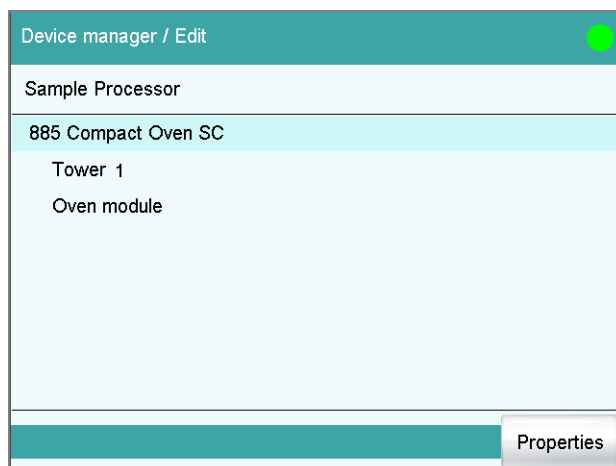 Device manager / Edit
Sample Processor
885 Compact Oven SC
Tower 1
Oven module
Properties